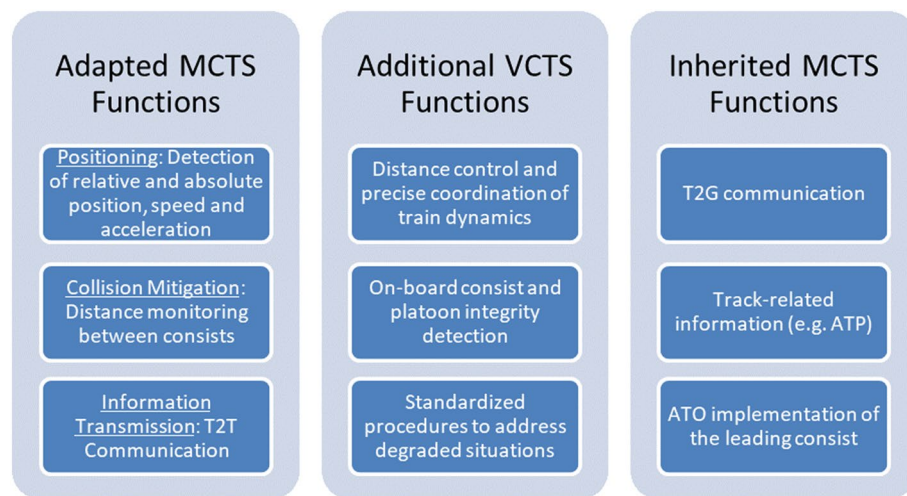 Adapted MCTS
Functions
Positioning: Detection
of relative and absolute
position, speed and
acceleration
Collision Mitigation:
Distance monitoring
between consists
Information
Transmission: T2T
Communication
Additional VCTS
Functions
Distance control and
precise coordination of
train dynamics
On-board consist and
platoon integrity
detection
Standardized
procedures to address
degraded situations
Inherited MCTS
Functions
T2G communication
Track-related
information (e.g. ATP)
ATO implementation of
the leading consist